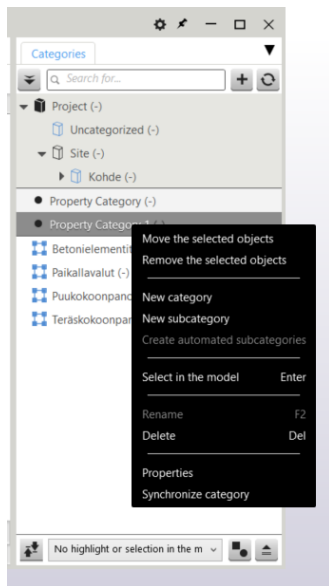 Categories
Search for...
Project (-)
Uncategorized (-)
Site (-)
Kohde (-)
Property Category (-)
Property Category 1 (-)
Move the selected objects
Betonielementit
Remove the selected objects
Paikallavalut (-)
New category
Puukokoonpano
New subcategory
Teräskokoonpan
Create automated subcategories
Select in the model Enter
Rename F2
Delete Del
Properties
Synchronize category
No highlight or selection in the m